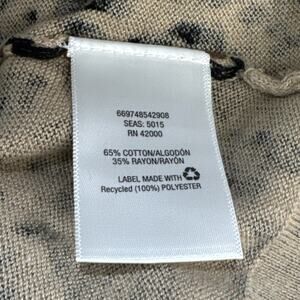 669748542908
SEAS: 5015
RN 42000
65% COTTON/ALGODÓN
35% RAYON/RAYÓN
LABEL MADE WITH
Recycled (100%) POLYESTER